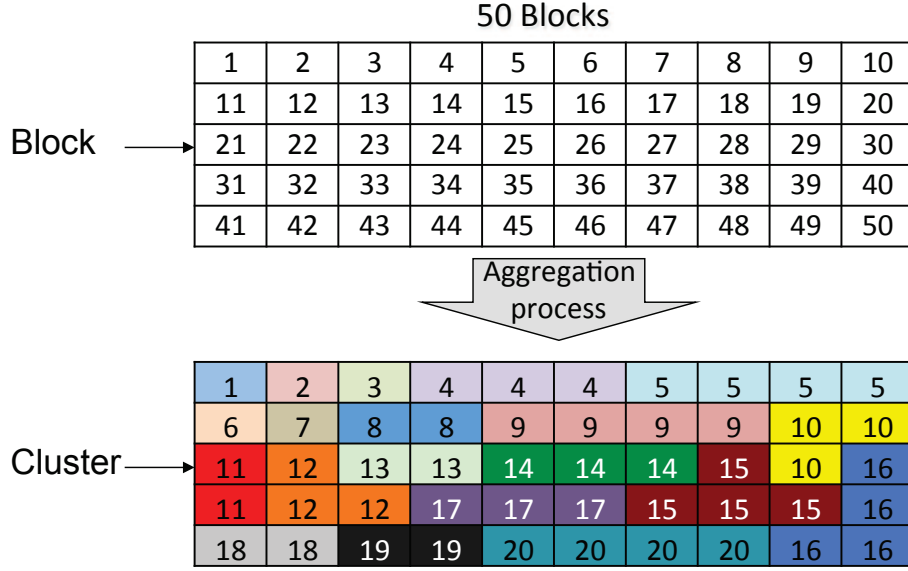 50 Blocks
1 2 3 4 5 6 7 8 9 10
11 12 13 14 15 16 17 18 19 20
Block
21 22 23 24 25 26 27 28 29 30
31 32 33 34 35 36 37 38 39 40
41 42 43 44 45 46 47 48 49 50
Aggregation
process
1 2 3 4 4 4 5 5 5 5
6 7 8 8 9 9 9 9 10 10
Cluster
11 12 13 13 14 14 14 15 10 16
11 12 12 17 17 17 15 15 15 16
18 18 19 19 20 20 20 20 16 16